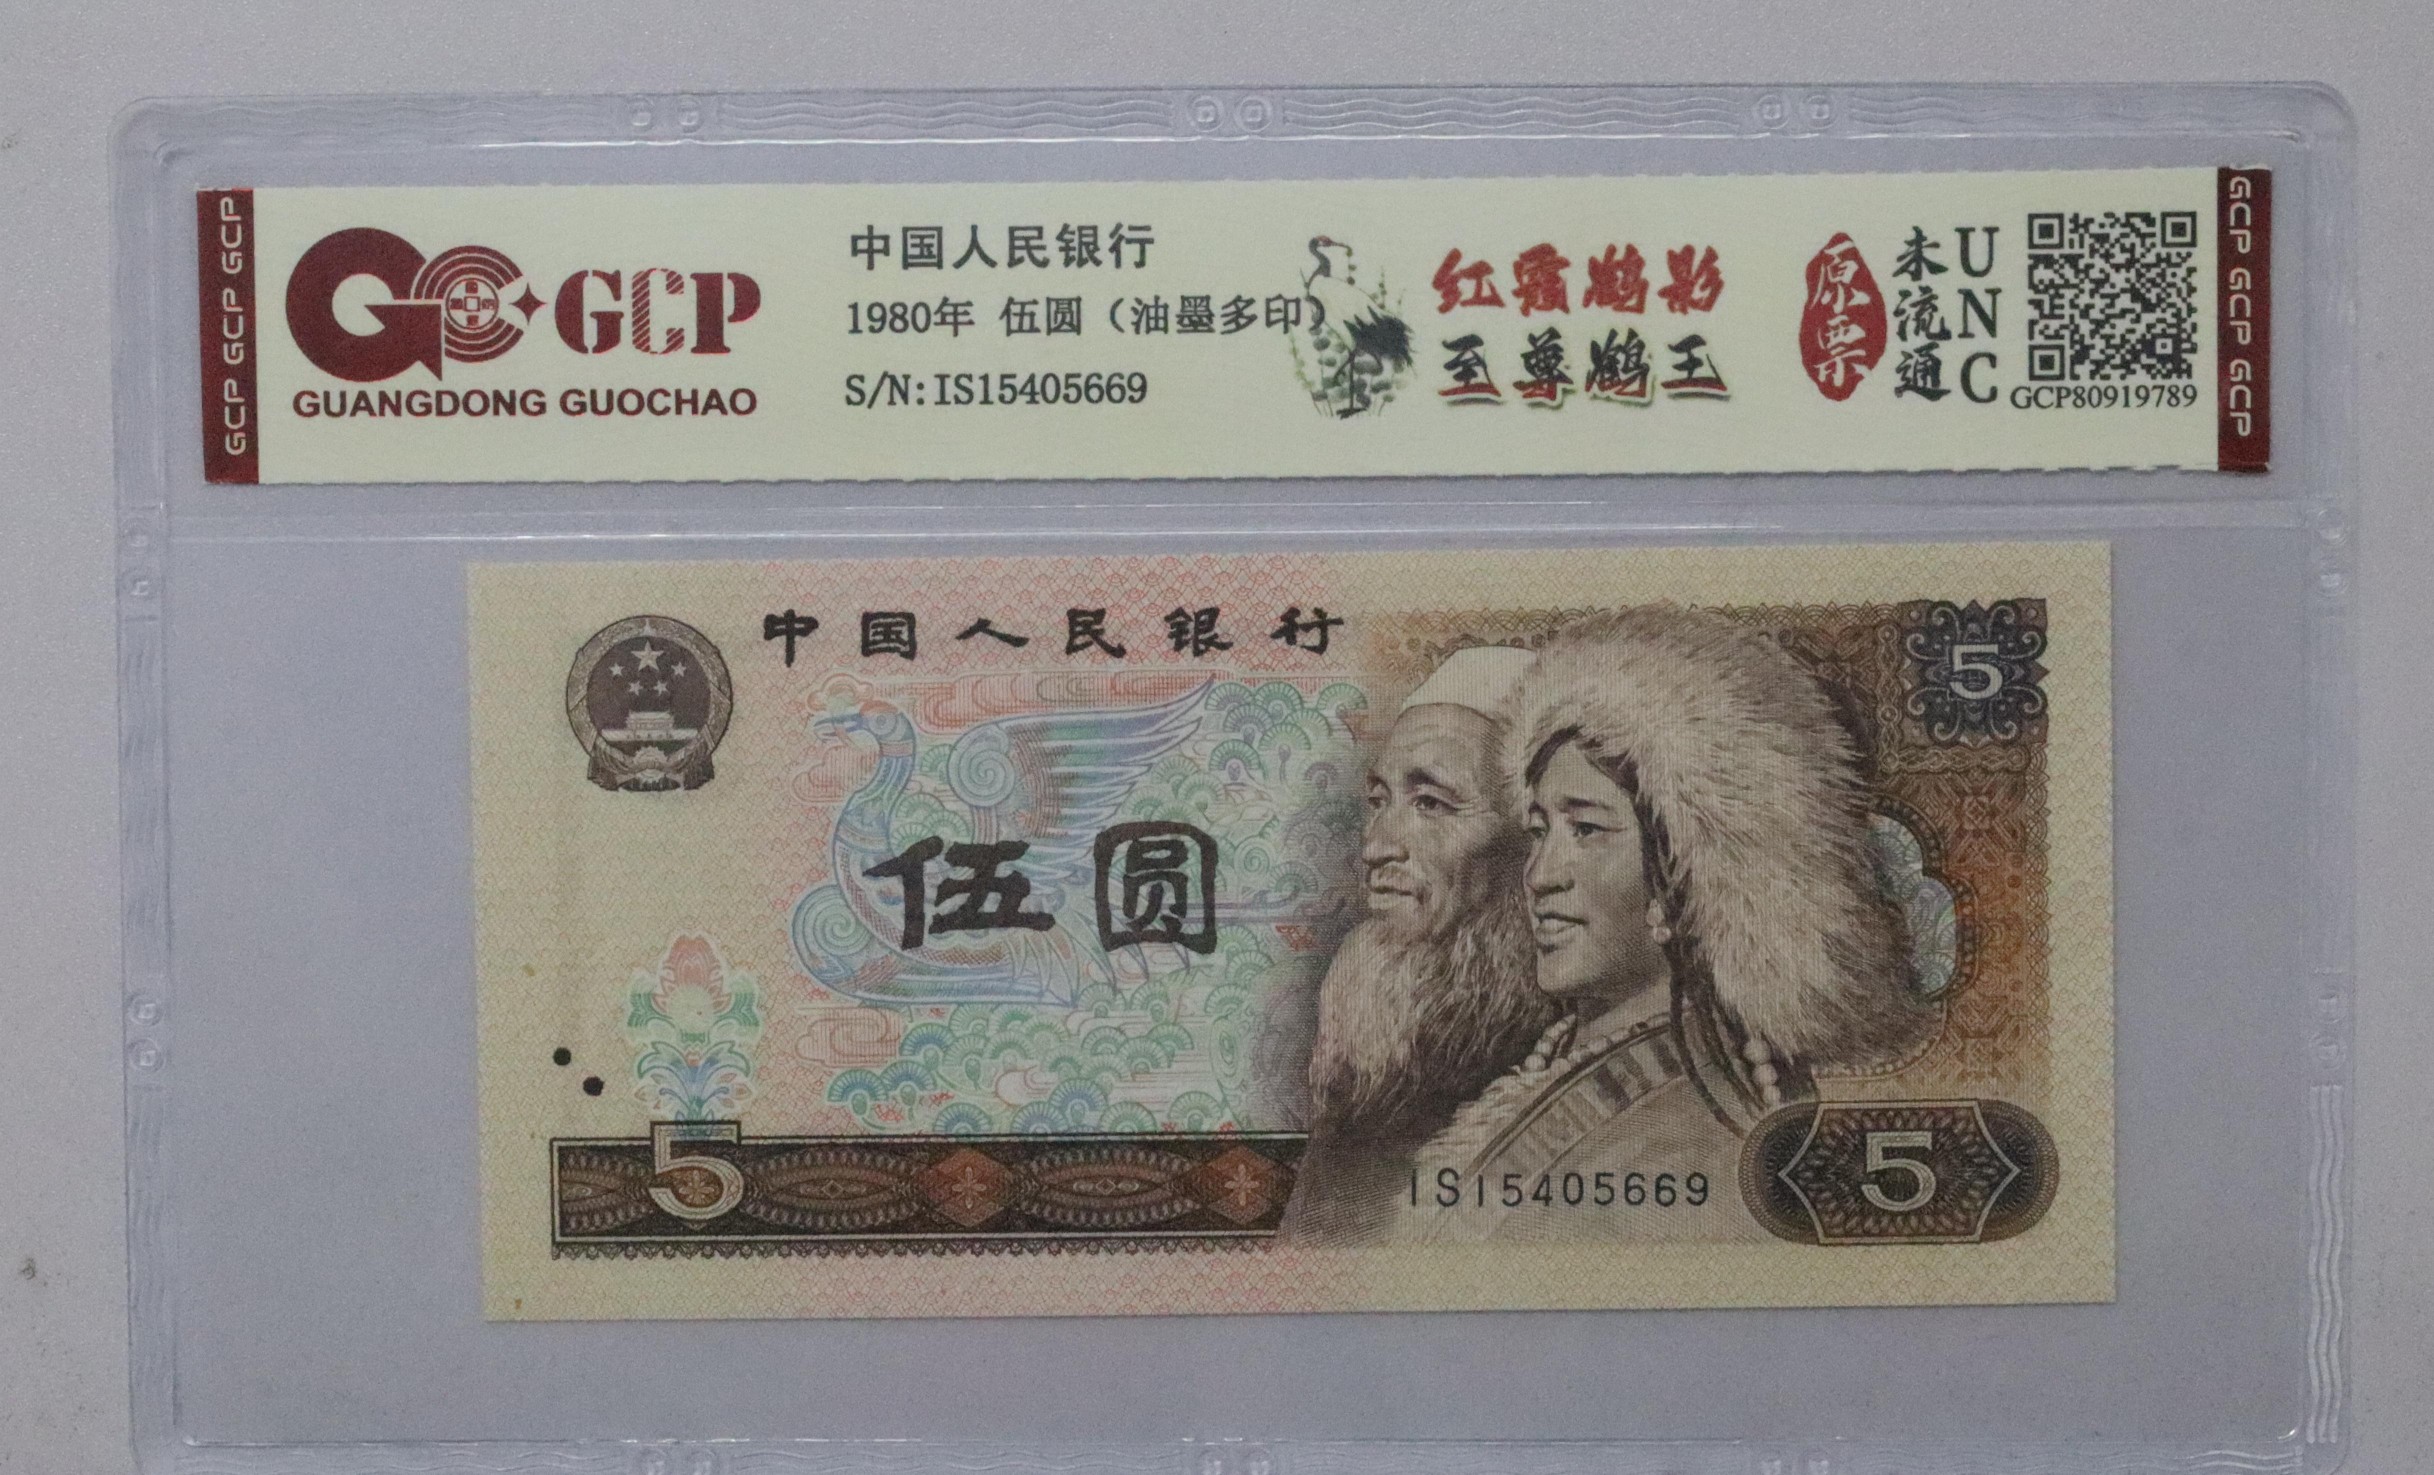 GCP GCP GCP
GCP
GUANGDONG GUOCHAO
中国人民银行
1980年 伍圆（油墨多印）
S/N:IS15405669
红霞鹤影
至尊鹤王
原票
未流通
UNC
GCP80919789
GCP GCP GCP
中国人民银行
5
伍圆
5
IS15405669
5